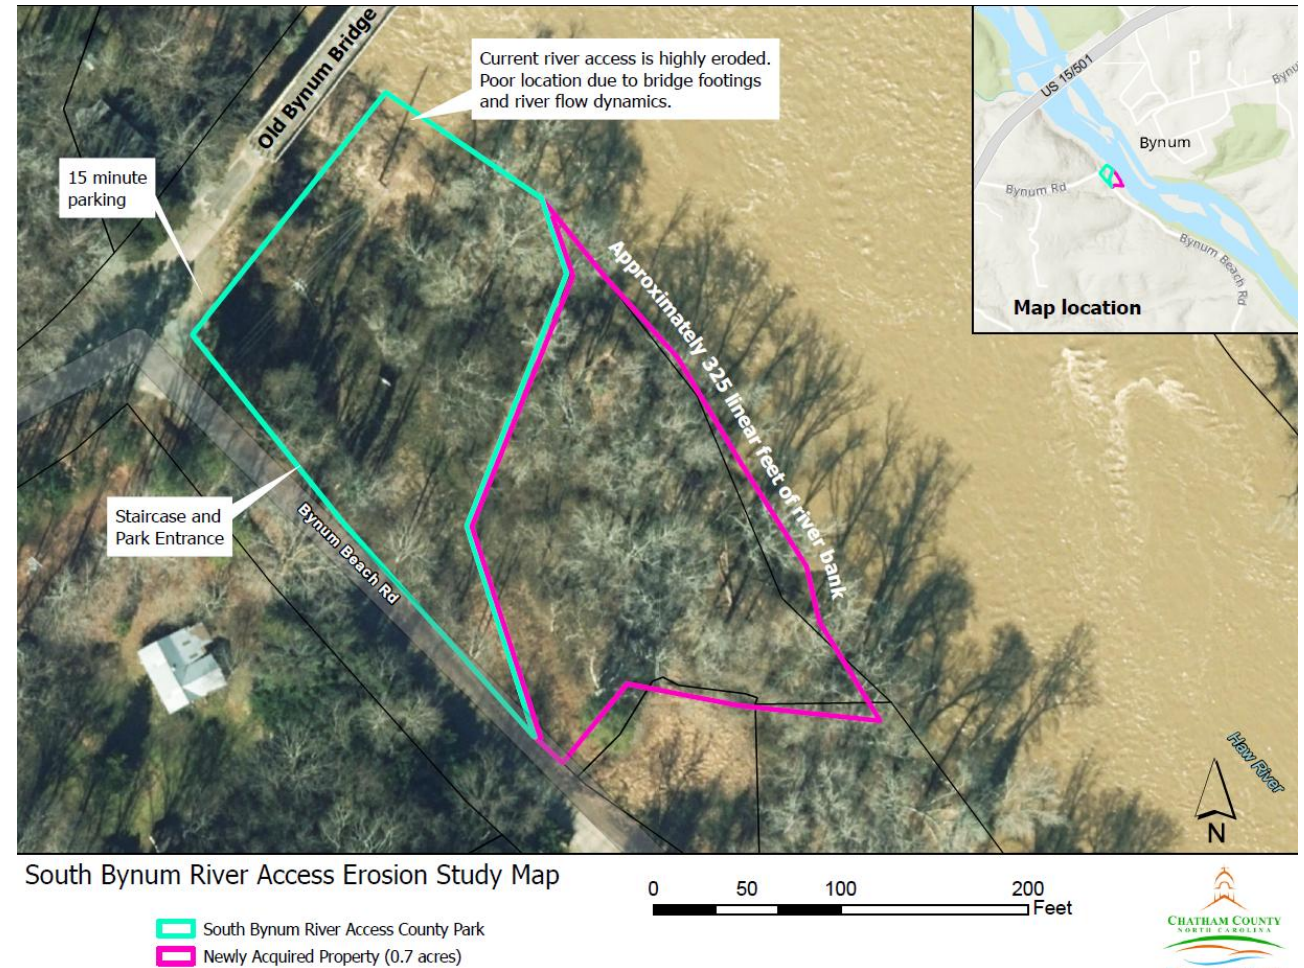 Old Bynum Bridge
Current river access is highly eroded.
Poor location due to bridge footings
and river flow dynamics.
15 minute
parking
Staircase and
Park Entrance
Bynum Beach Rd
Approximately 325 linear feet of river bank
US 15/501
Bynu
Bynum
Bynum Rd
Bynum Beach Rd
Map location
Haw River
N
South Bynum River Access Erosion Study Map
0 50 100 200
Feet
South Bynum River Access County Park
Newly Acquired Property (0.7 acres)
CHATHAM COUNTY
NORTH CAROLINA